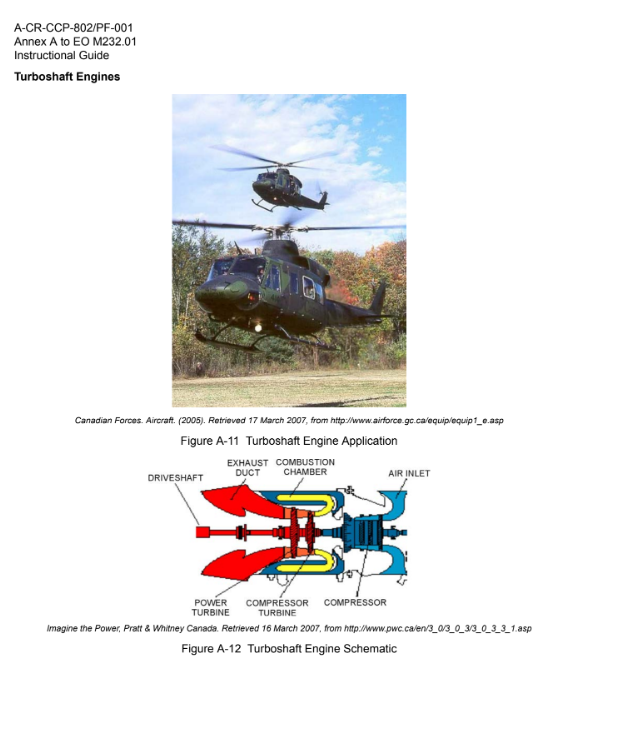 A-CR-CCP-802/PF-001
Annex A to EO M232.01
Instructional Guide
Turboshaft Engines
Canadian Forces. Aircraft. (2005). Retrieved 17 March 2007, from http://www.airforce.gc.ca/equip/equip1_e.asp
Figure A-11 Turboshaft Engine Application
DRIVESHAFT
EXHAUST
DUCT
COMBUSTION
CHAMBER
AIR INLET
POWER
TURBINE
COMPRESSOR
TURBINE
COMPRESSOR
Imagine the Power, Pratt & Whitney Canada. Retrieved 16 March 2007, from http://www.pwc.ca/en/3_0/3_0_3/3_0_3_3_1.asp
Figure A-12 Turboshaft Engine Schematic